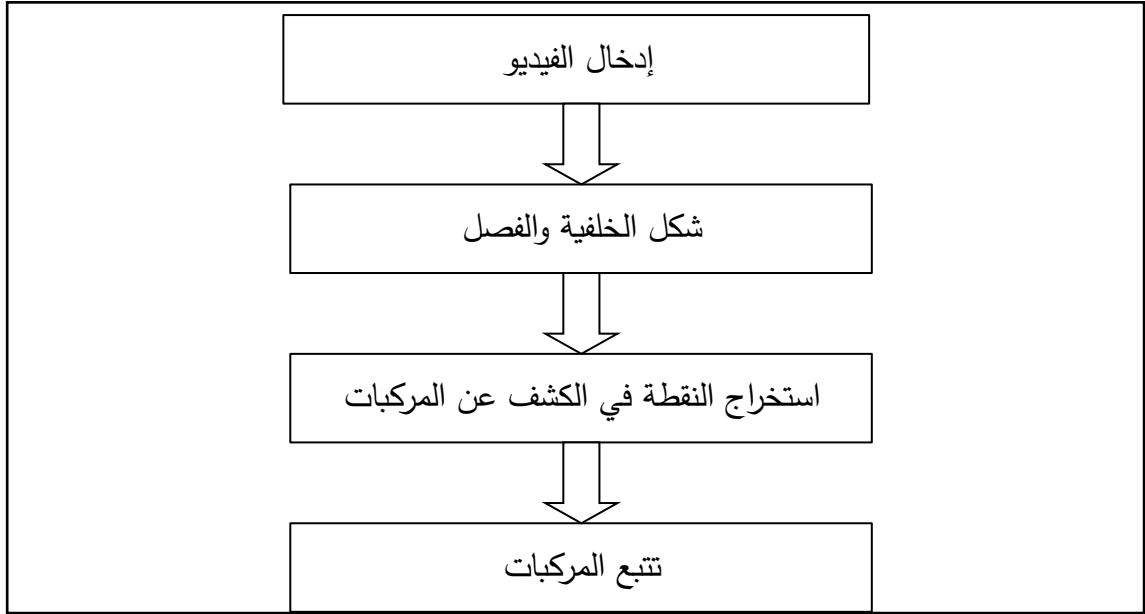 إدخال الفيديو
شكل الخلفية والفصل
استخراج النقطة في الكشف عن المركبات
تتبع المركبات